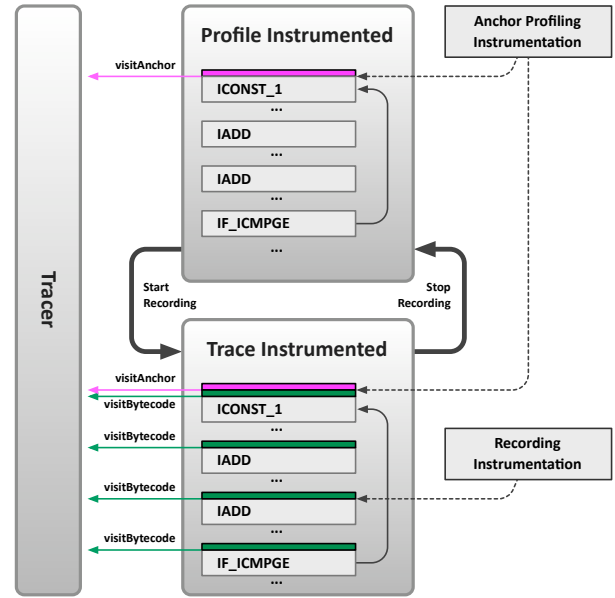 Profile Instrumented
Anchor Profiling
Instrumentation
visitAnchor
ICONST_1
...
IADD
...
IADD
...
IF_ICMPGE
...
Tracer
Start
Recording
Stop
Recording
Trace Instrumented
visitAnchor
visitBytecode
ICONST_1
...
visitBytecode
IADD
...
Recording
Instrumentation
visitBytecode
IADD
...
visitBytecode
IF_ICMPGE
...